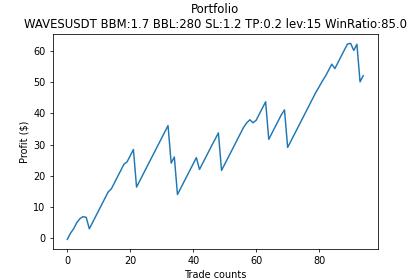 Portfolio
WAVESUSDT BBM:1.7 BBL:280 SL:1.2 TP:0.2 lev:15 WinRatio:85.0
60
50
40
30
20
10
0
Profit ($)
0 20 40 60 80
Trade counts